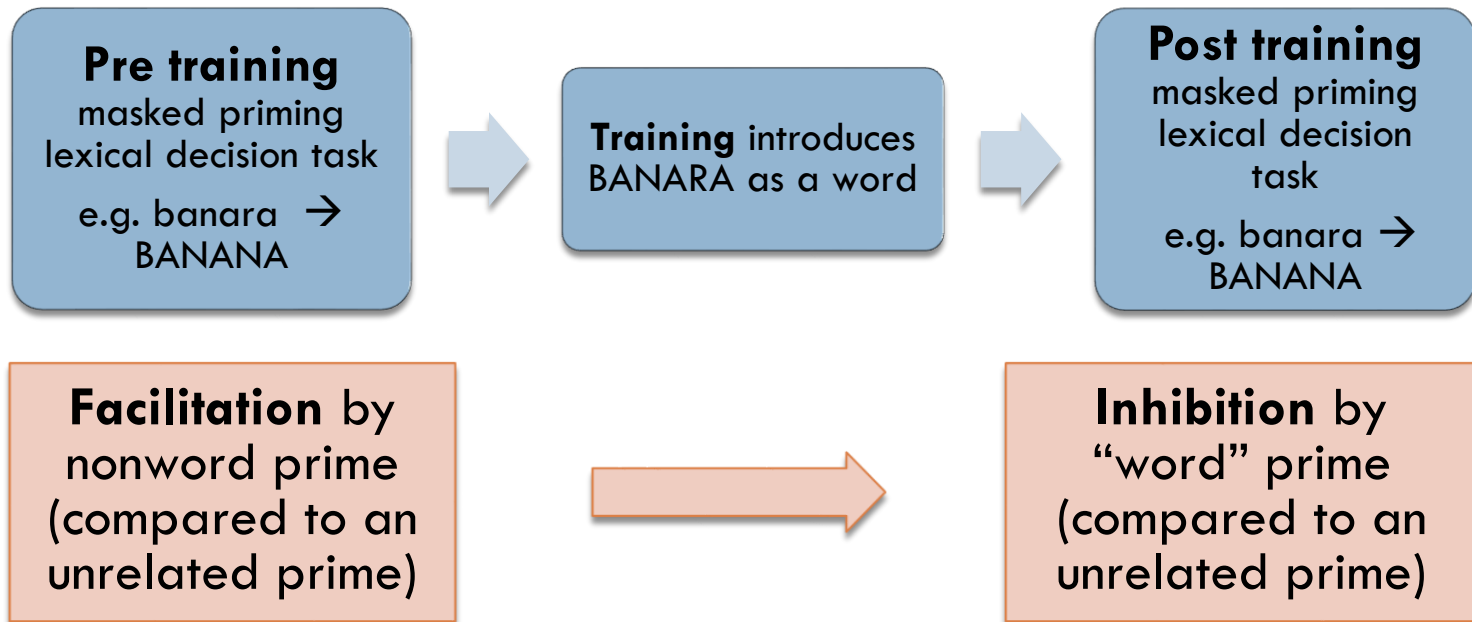 Pre training
masked priming
lexical decision task
e.g. banara →
BANANA
Training introduces
BANARA as a word
Post training
masked priming
lexical decision
task
e.g. banara →
BANANA
Facilitation by
nonword prime
(compared to an
unrelated prime)
Inhibition by
“word” prime
(compared to an
unrelated prime)